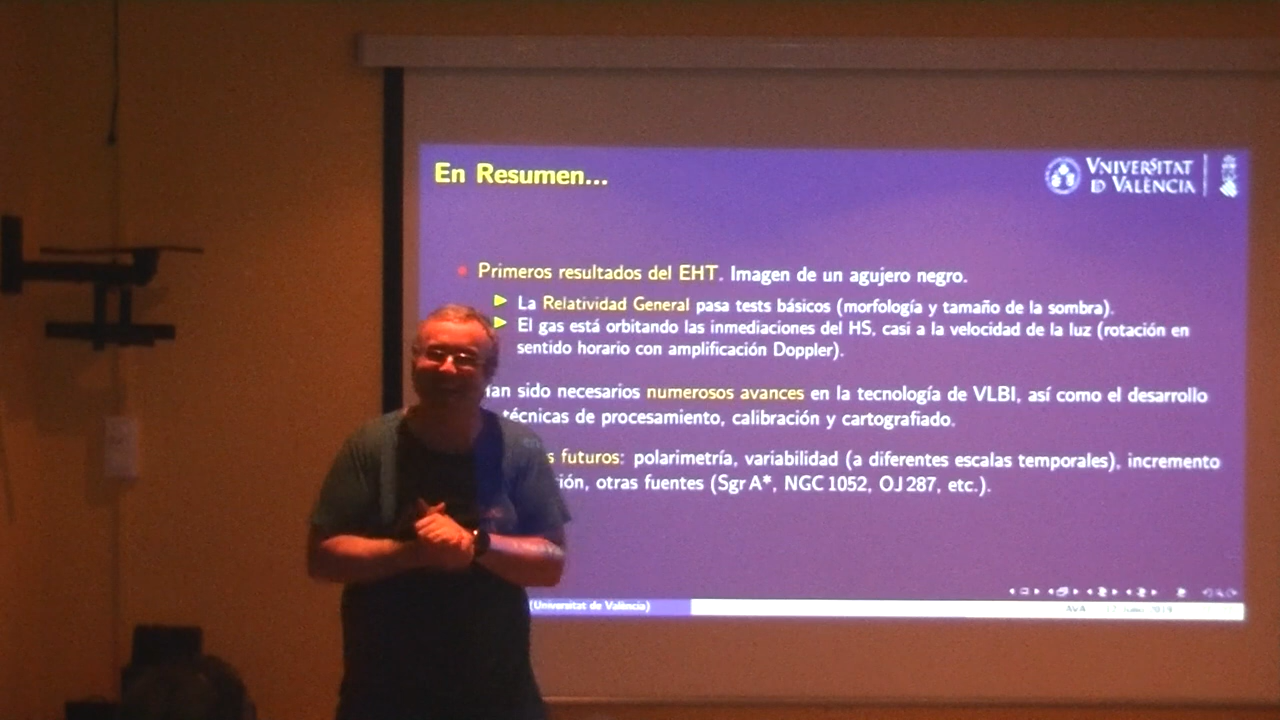 En Resumen...
VNIVERSITAT
D VALÈNCIA
Primeros resultados del EHT. Imagen de un agujero negro.
La Relatividad General pasa tests básicos (morfología y tamaño de la sombra).
El gas está orbitando las inmediaciones del HS, casi a la velocidad de la luz (rotación en
sentido horario con amplificación Doppler).
sido necesarios numerosos avances en la tecnología de VLBI, así como el desarrollo
técnicas de procesamiento, calibración y cartografiado.
futuros: polarimetría, variabilidad (a diferentes escalas temporales), incremento
otras fuentes (Sgr A*, NGC 1052, OJ 287, etc.).
(Universitat de València)